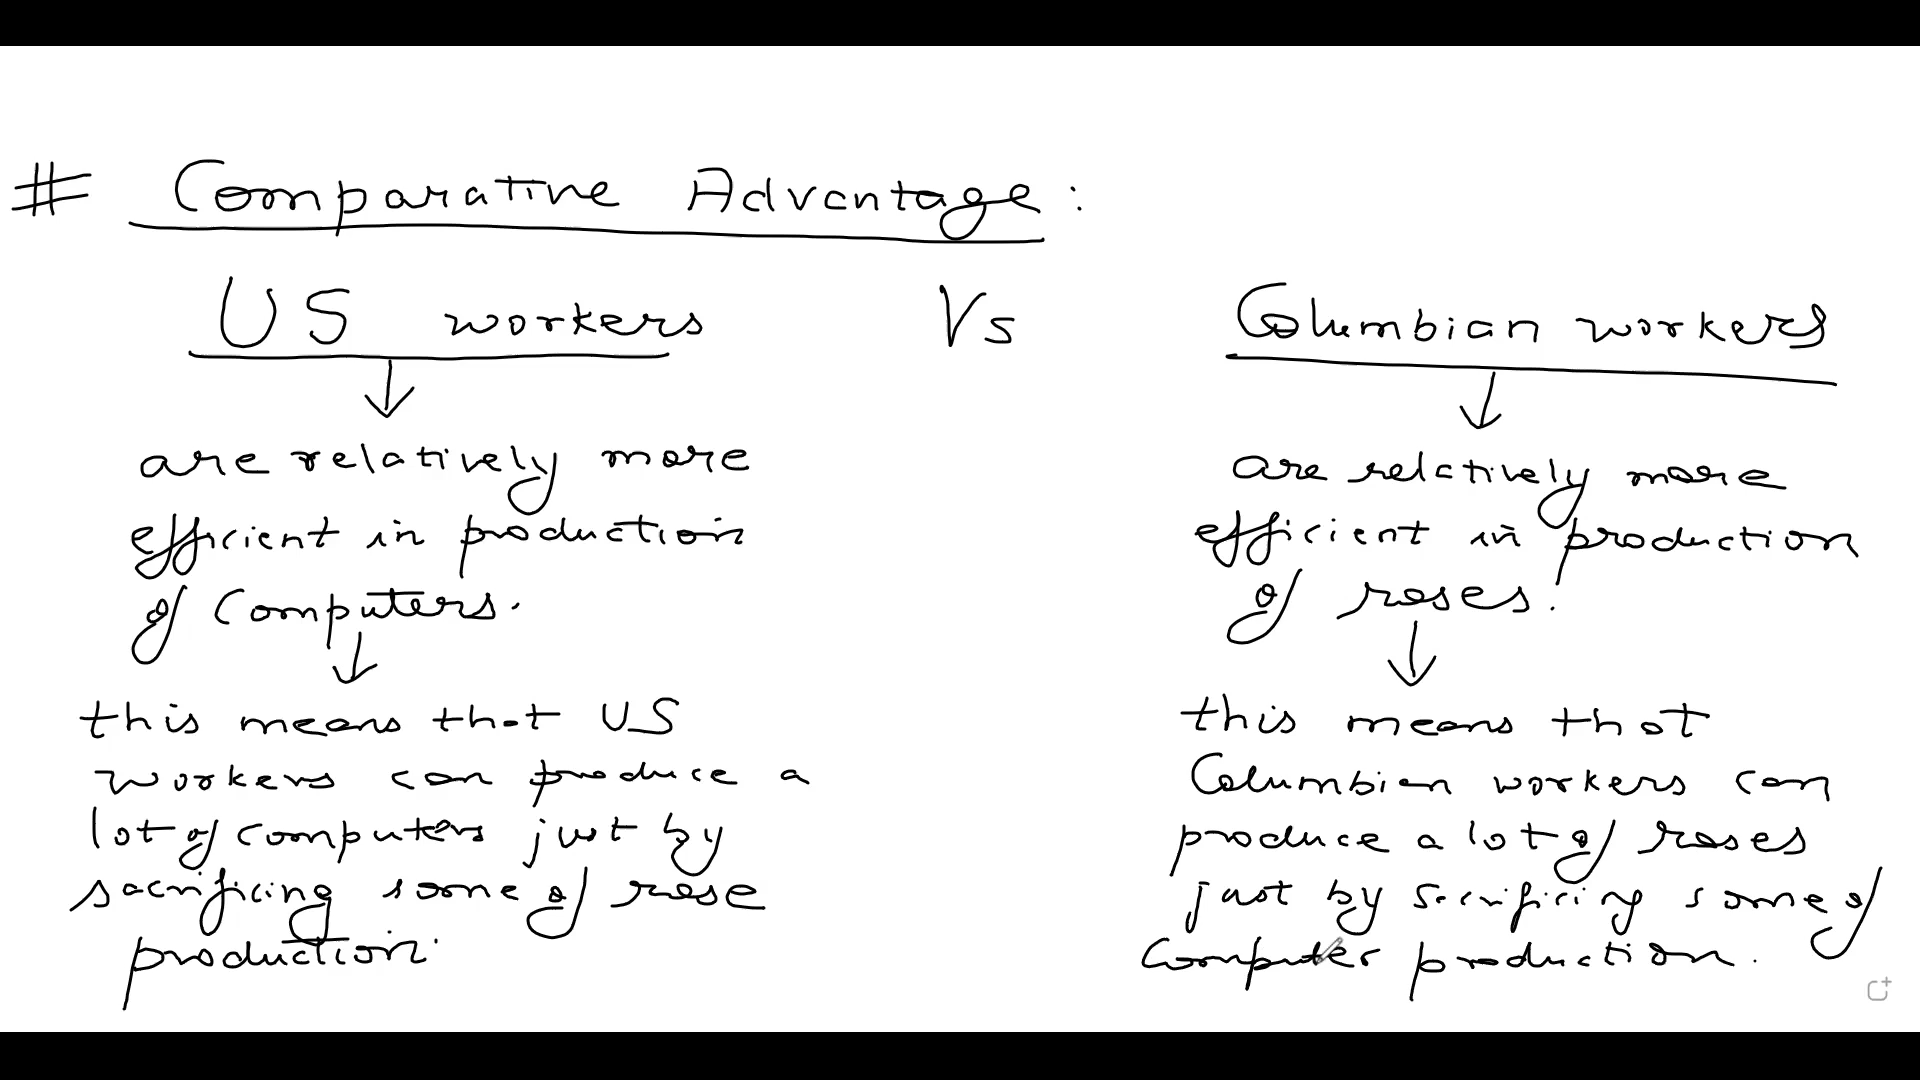 # Comparative Advantage:
US workers Vs Columbian workers
are relatively more
efficient in production
of Computers.
this means that US
workers can produce a
lot of computers just by
sacrificing some of rose
production.
are relatively more
efficient in production
of roses.
this means that
Columbian workers can
produce a lot of roses
just by sacrificing some of
Computer production.